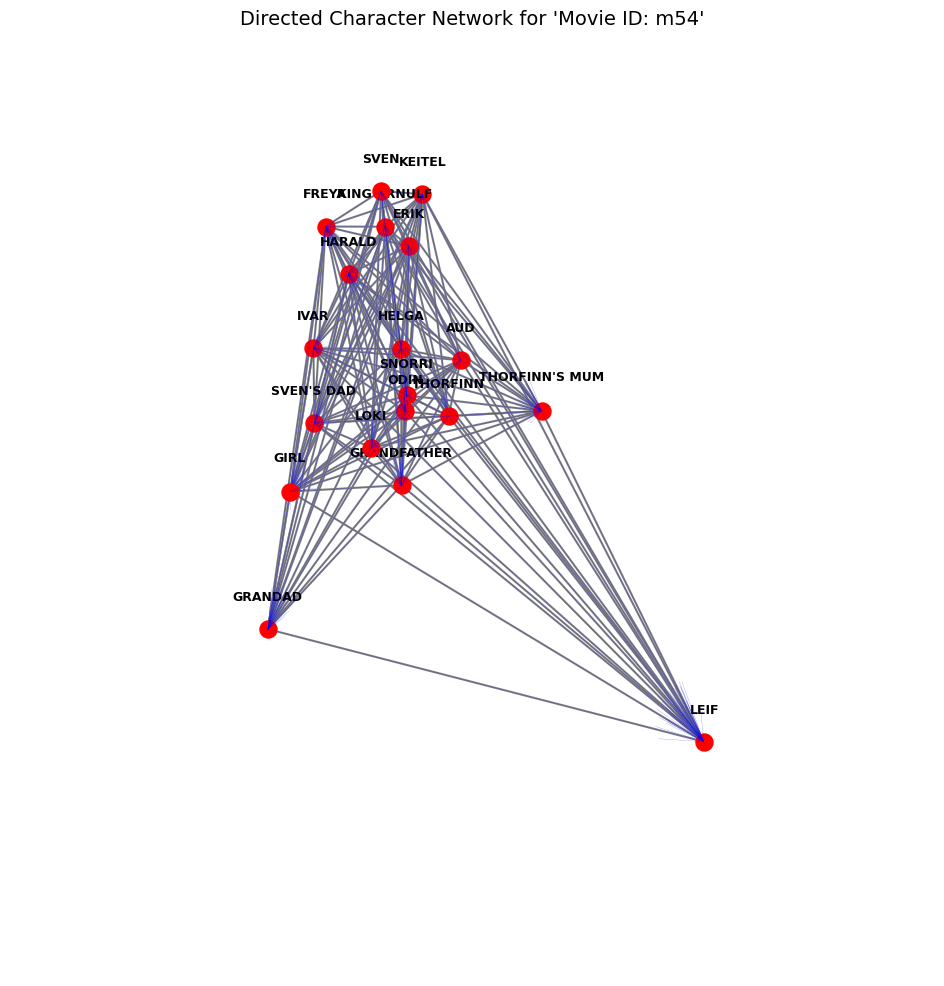 Directed Character Network for 'Movie ID: m54'
SVEN
KEITEL
FREYA
KING ARNULF
ERIK
HARALD
IVAR
HELGA
AUD
SNORRI
THORFINN'S MUM
ODIN
THORFINN
SVEN'S DAD
LOKI
GRANDFATHER
GIRL
GRANDAD
LEIF